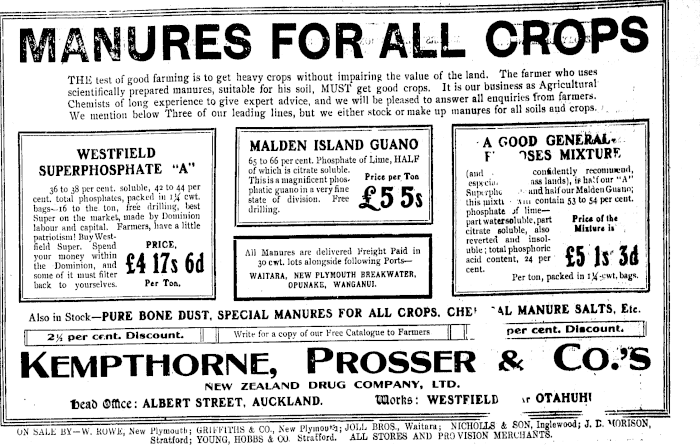 MANURES FOR ALL CROPS
THE test of good farming is to get heavy crops without impairing the value of the land. The farmer who uses
scientifically prepared manures, suitable for his soil, MUST get good crops. It is our business as Agricultural
Chemists of long experience to give expert advice, and we will be pleased to answer all enquiries from farmers.
We mention below Three of our leading lines, but we either stock or make up manures for all soils and crops.
WESTFIELD
SUPERPHOSPHATE "A"
36 to 38 per cent. soluble, 42 to 44 per
cent. total phosphates, packed in 1¼ cwt.
bags—16 to the ton, free drilling, best
Super on the market, made by Dominion
labour and capital. Farmers, have a little
patriotism! Buy West-
field Super. Spend
your money within
the Dominion, and
some of it must filter
back to yourselves.
PRICE,
£4 17s 6d
Per Ton.
MALDEN ISLAND GUANO
65 to 66 per cent. Phosphate of Lime, HALF
of which is citrate soluble.
This is a magnificent phos-
phatic guano in a very fine
state of division. Free
drilling.
Price per Ton
£5 5s
All Manures are delivered Freight Paid in
30 cwt. lots alongside following Ports—
WAITARA, NEW PLYMOUTH BREAKWATER,
OPUNAKE, WANGANUI.
A GOOD GENERAL
MIXTURE
(and confidently recommend,
lands), is half our "A"
and half our Malden Guano;
this contain 53 to 54 per cent.
phosphate of lime—
part water soluble, part
citrate soluble, also
reverted and insol-
uble; total phosphoric
acid content, 24 per
cent.
Price of the
Mixture is
£5 1s 3d
Per ton, packed in 1¼ cwt. bags.
Also in Stock—PURE BONE DUST, SPECIAL MANURES FOR ALL CROPS. MANURE SALTS, Etc.
2½ per cent. Discount.
Write for a copy of our Free Catalogue to Farmers
per cent. Discount.
KEMPTHORNE, PROSSER & CO.'S
NEW ZEALAND DRUG COMPANY, LTD.
Head Office: ALBERT STREET, AUCKLAND. Works: WESTFIELD OTAHUHU
ON SALE BY—W. ROWE, New Plymouth; GRIFFITHS & CO., New Plymouth; JOLL BROS., Waitara; NICHOLLS & SON, Inglewood; J. B. MORISON,
Stratford; YOUNG, HOBBS & CO. Stratford. ALL STORES AND PROVISION MERCHANTS.